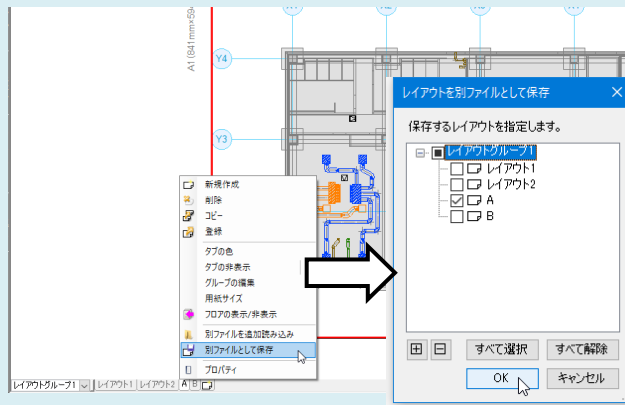 X1
X2
X3
X4
A1 (841mm×594
Y4
Y3
新規作成
削除
コピー
登録
タブの色
タブの非表示
グループの編集
用紙サイズ
フロアの表示/非表示
別ファイルを追加読み込み
別ファイルとして保存
プロパティ
レイアウトグループ1
レイアウト1
レイアウト2
A
B
レイアウトを別ファイルとして保存
保存するレイアウトを指定します。
レイアウトグループ1
レイアウト1
レイアウト2
A
B
すべて選択
すべて解除
OK
キャンセル